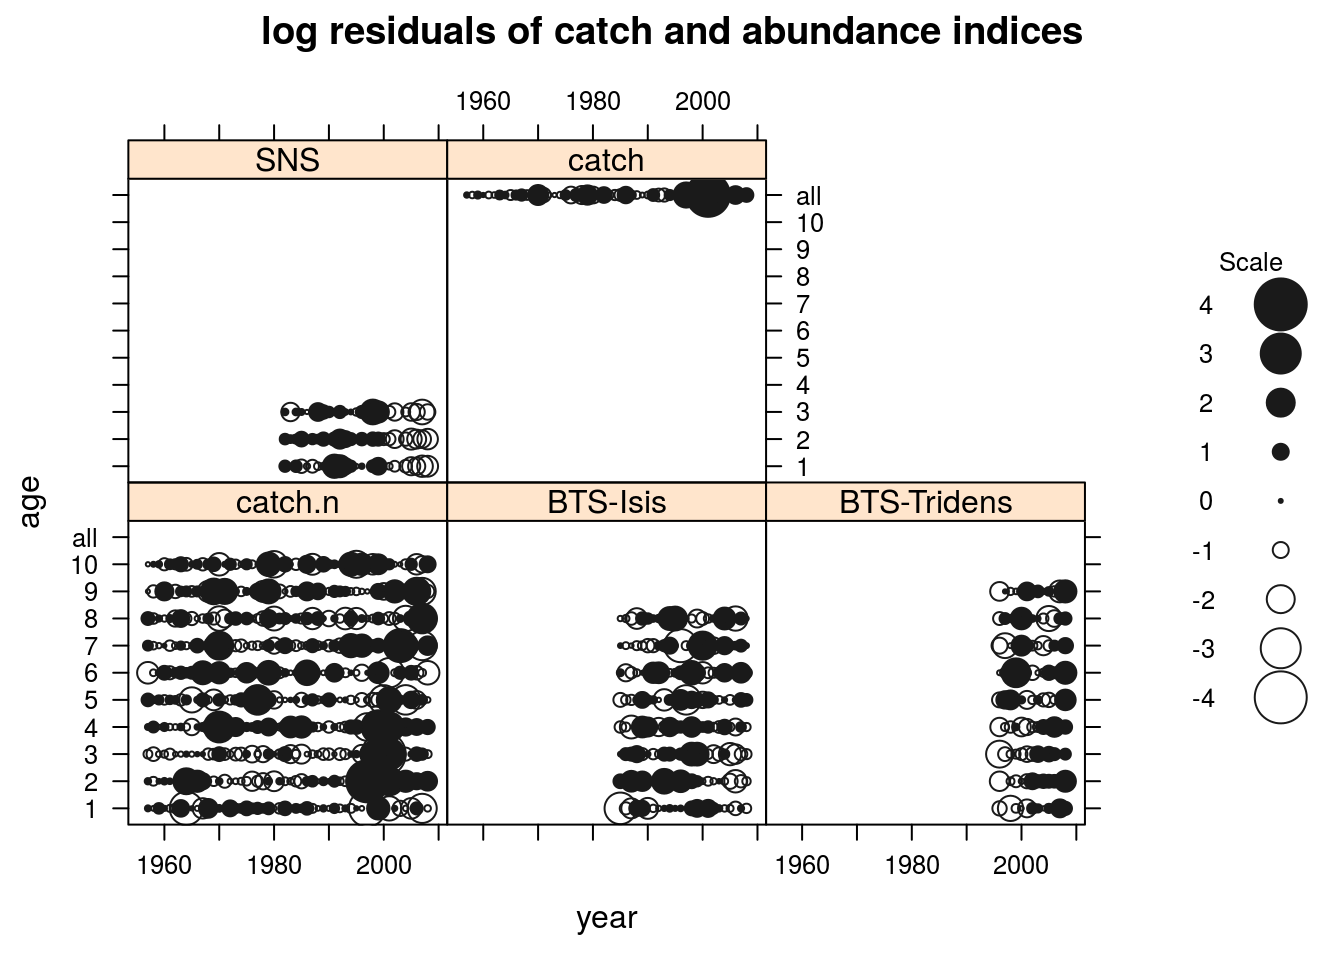 log residuals of catch and abundance indices
1960 1980 2000
SNS catch
all
10
9
8
7
6
5
4
3
2
1
Scale
4
3
2
1
0
-1
-2
-3
-4
age
catch.n BTS-Isis BTS-Tridens
all
10
9
8
7
6
5
4
3
2
1
1960 1980 2000 1960 1980 2000
year